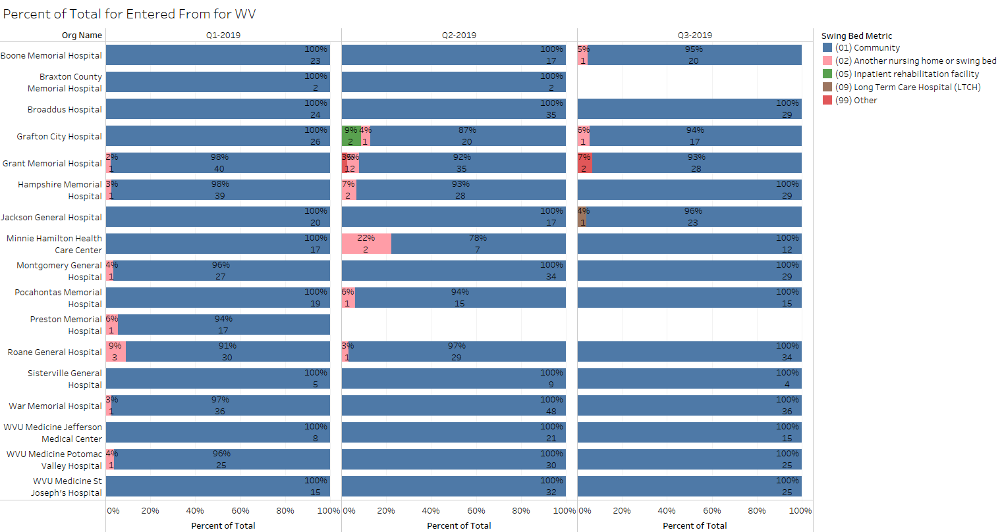 Percent of Total for Entered From for WV
Org Name Q1-2019 Q2-2019 Q3-2019 Swing Bed Metric
(01) Community
(02) Another nursing home or swing bed
(05) Inpatient rehabilitation facility
(09) Long Term Care Hospital (LTCH)
(99) Other
Boone Memorial Hospital
100% 100% 5% 95%
23 17 1 20
Braxton County
Memorial Hospital
100% 100%
2 2
Broaddus Hospital
100% 100% 100%
24 35 29
Grafton City Hospital
100% 9% 4% 87% 6% 94%
26 2 1 20 1 17
Grant Memorial Hospital
2% 98% 3% 92% 7% 93%
1 40 1 2 35 2 28
Hampshire Memorial
Hospital
3% 98% 7% 93% 100%
1 39 2 28 29
Jackson General Hospital
100% 100% 4% 96%
20 17 1 23
Minnie Hamilton Health
Care Center
100% 22% 78% 100%
17 2 7 12
Montgomery General
Hospital
4% 96% 100% 100%
1 27 34 29
Pocahontas Memorial
Hospital
100% 6% 94% 100%
19 1 15 15
Preston Memorial
Hospital
6% 94%
1 17
Roane General Hospital
9% 91% 3% 97% 100%
3 30 1 29 34
Sisterville General
Hospital
100% 100% 100%
5 9 4
War Memorial Hospital
3% 97% 100% 100%
1 36 48 36
WVU Medicine Jefferson
Medical Center
100% 100% 100%
8 21 15
WVU Medicine Potomac
Valley Hospital
4% 96% 100% 100%
1 25 30 25
WVU Medicine St
Joseph's Hospital
100% 100% 100%
15 32 25
0% 20% 40% 60% 80% 100% 0% 20% 40% 60% 80% 100% 0% 20% 40% 60% 80% 100%
Percent of Total Percent of Total Percent of Total